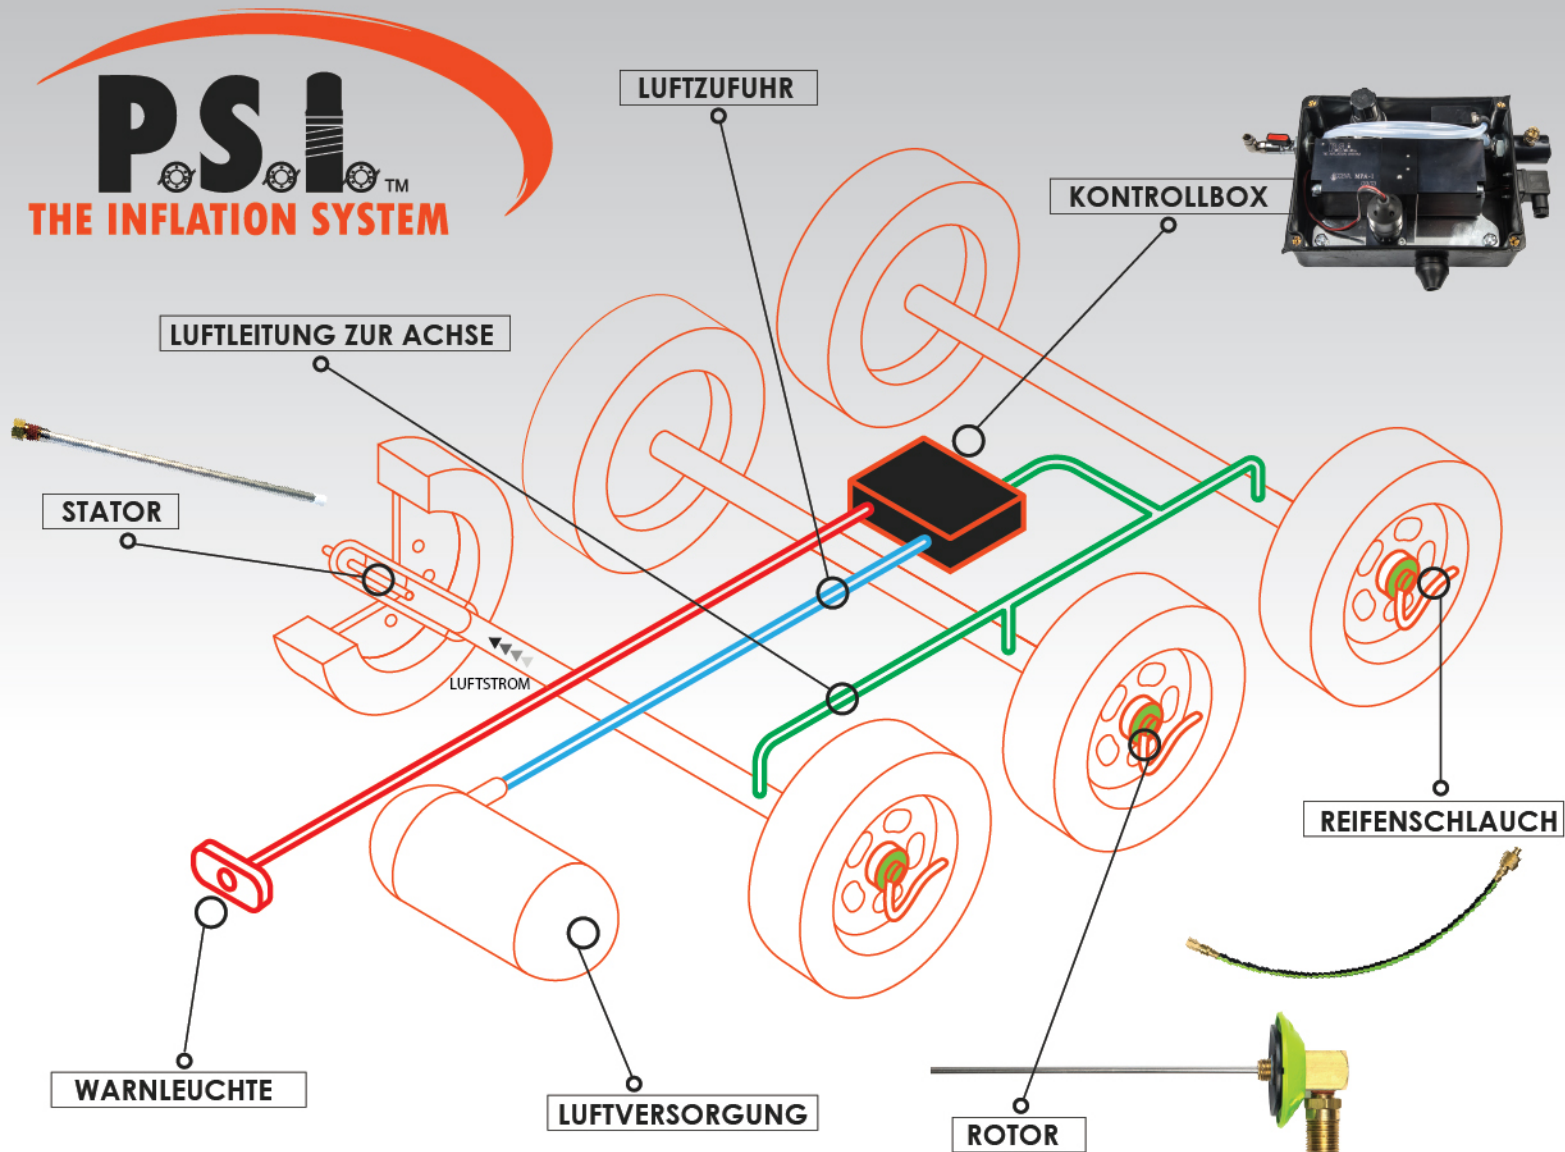 P.S.I.™
THE INFLATION SYSTEM
LUFTZUFUHR
KONTROLLBOX
LUFTLEITUNG ZUR ACHSE
STATOR
LUFTSTROM
REIFENSCHLAUCH
WARNLEUCHTE
LUFTVERSORGUNG
ROTOR